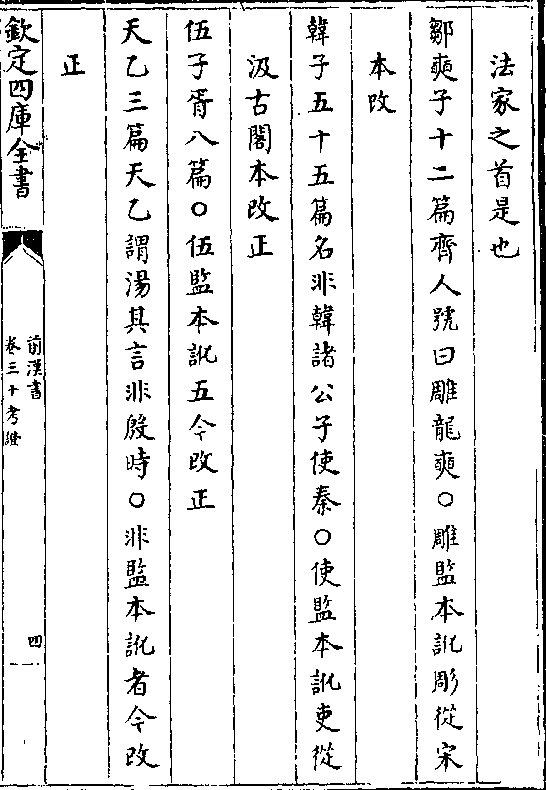 法家之首是也
鄒奭子十二篇齊人號曰雕龍奭○雕監本訛彫從宋
本改
韓子五十五篇名非韓諸公子使秦○使監本訛吏從
汲古閣本改正
伍子胥八篇○伍監本訛五今改正
天乙三篇天乙謂湯其言非殷時○非監本訛者今改
正
欽定四庫全書
前漢書
卷三十考證
四